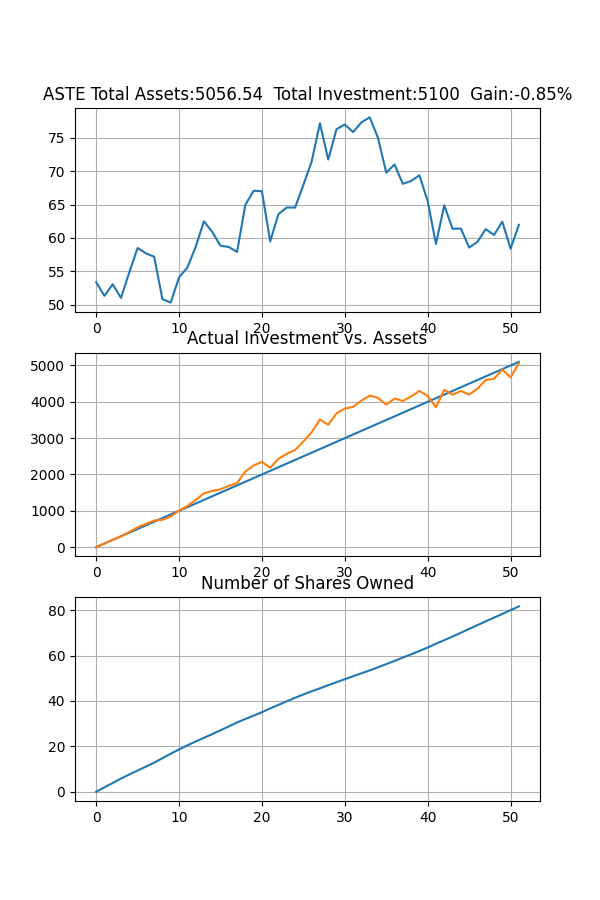 ASTE Total Assets:5056.54  Total Investment:5100  Gain:-0.85%
75
70
65
60
55
50
0 10 20 30 40 50
Actual Investment vs. Assets
5000
4000
3000
2000
1000
0
0 10 20 30 40 50
Number of Shares Owned
80
60
40
20
0
0 10 20 30 40 50